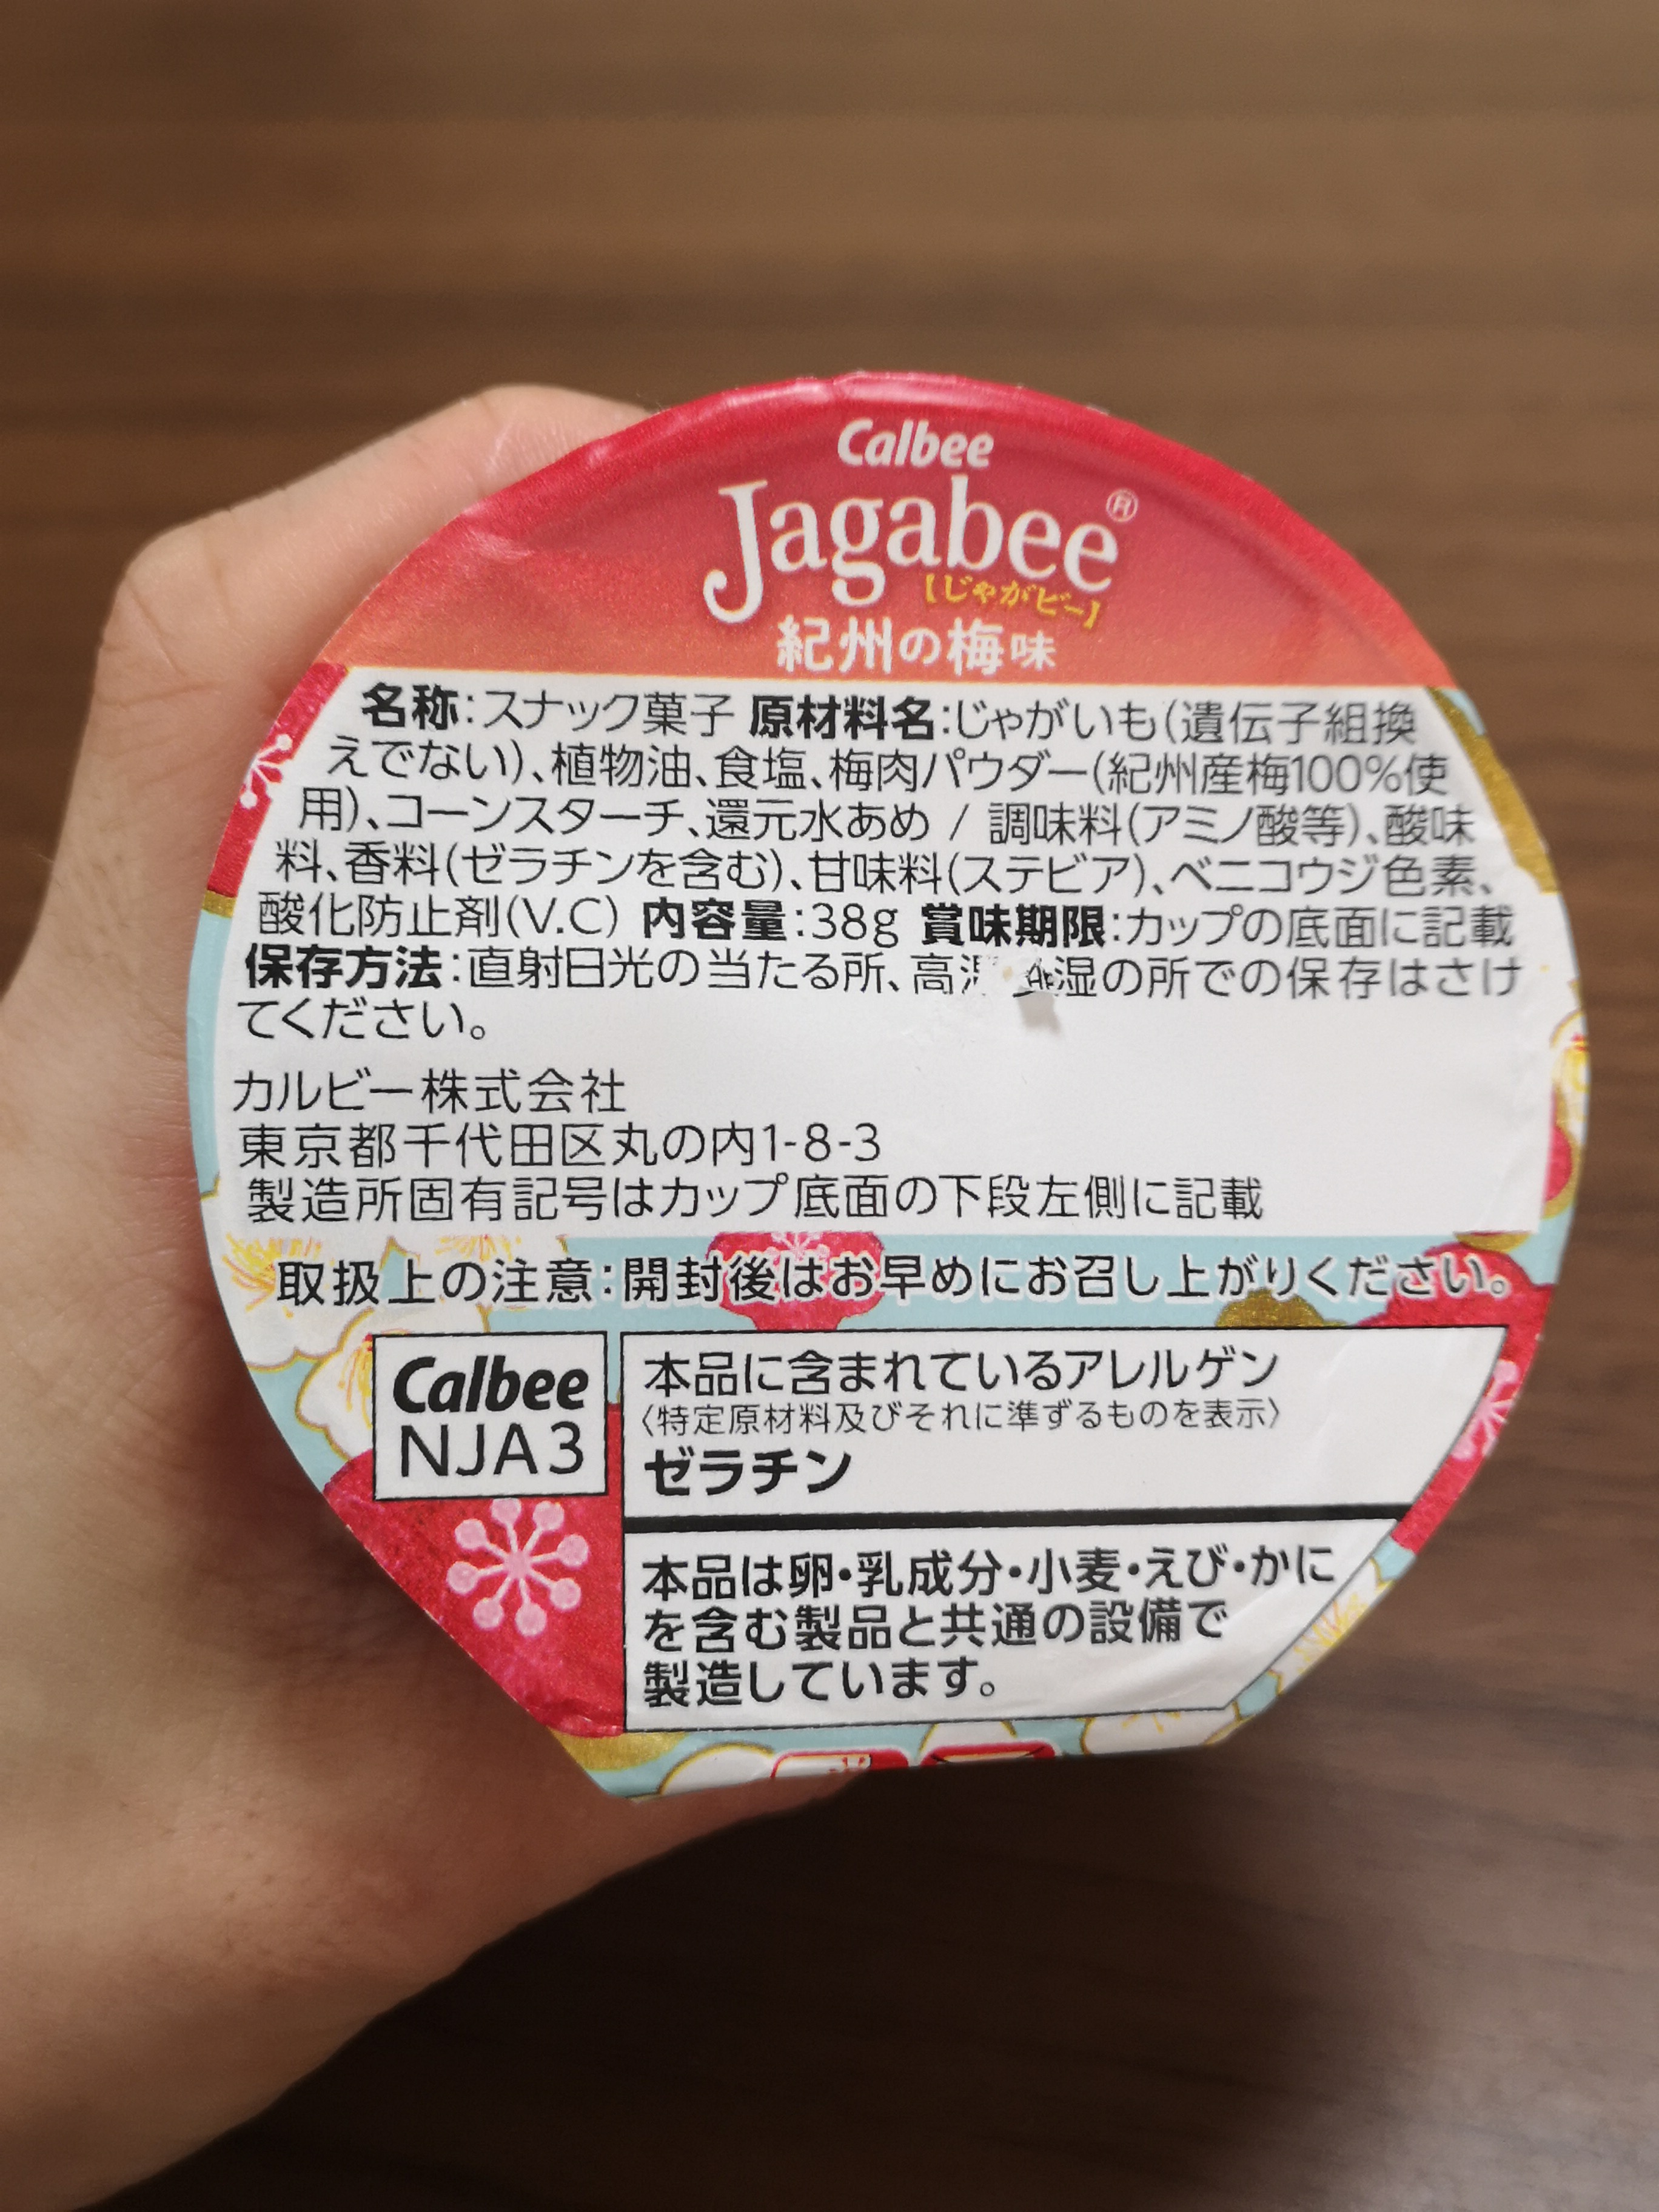 Calbee
Jagabee®
【じゃがビー】
紀州の梅味
名称:スナック菓子 原材料名:じゃがいも(遺伝子組換
えでない)、植物油、食塩、梅肉パウダー(紀州産梅100%使
用)、コーンスターチ、還元水あめ / 調味料(アミノ酸等)、酸味
料、香料(ゼラチンを含む)、甘味料(ステビア)、ベニコウジ色素、
酸化防止剤(V.C) 内容量:38g 賞味期限:カップの底面に記載
保存方法:直射日光の当たる所、の所での保存はさけ
てください。
カルビー株式会社
東京都千代田区丸の内1-8-3
製造所固有記号はカップ底面の下段左側に記載
取扱上の注意:開封後はお早めにお召し上がりください。
Calbee
NJA3
本品に含まれているアレルゲン
〈特定原材料及びそれに準ずるものを表示〉
ゼラチン
本品は卵・乳成分・小麦・えび・かに
を含む製品と共通の設備で
製造しています。